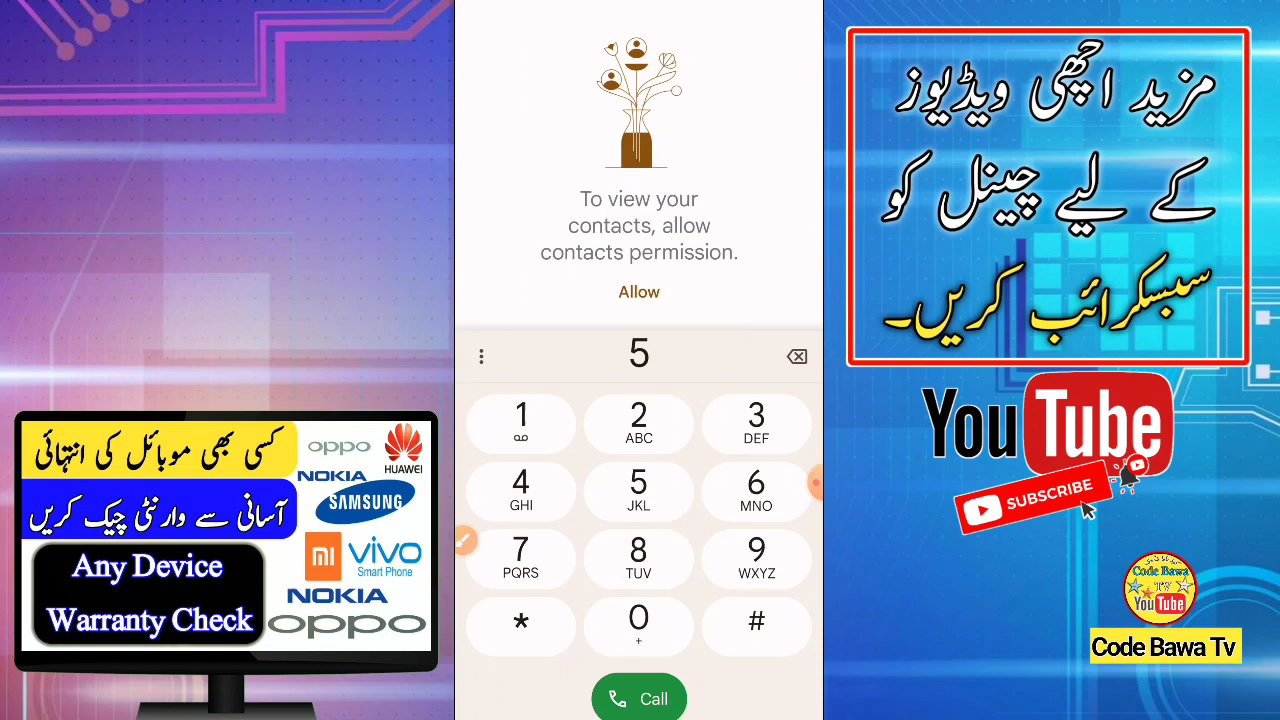 To view your
contacts, allow
contacts permission.
Allow
5
1
2 ABC
3 DEF
4 GHI
5 JKL
6 MNO
7 PQRS
8 TUV
9 WXYZ
*
0 +
#
Call
کسی بھی موبائل کی انتہائی
آسانی سے وارنٹی چیک کریں
Any Device
Warranty Check
oppo
HUAWEI
NOKIA
SAMSUNG
mi
vivo
Smart Phone
NOKIA
oppo
مزید اچھی ویڈیوز
کے لیے چینل کو
سبسکرائب کریں۔
YouTube
SUBSCRIBE
Code Bawa
TV
YouTube
Code Bawa Tv